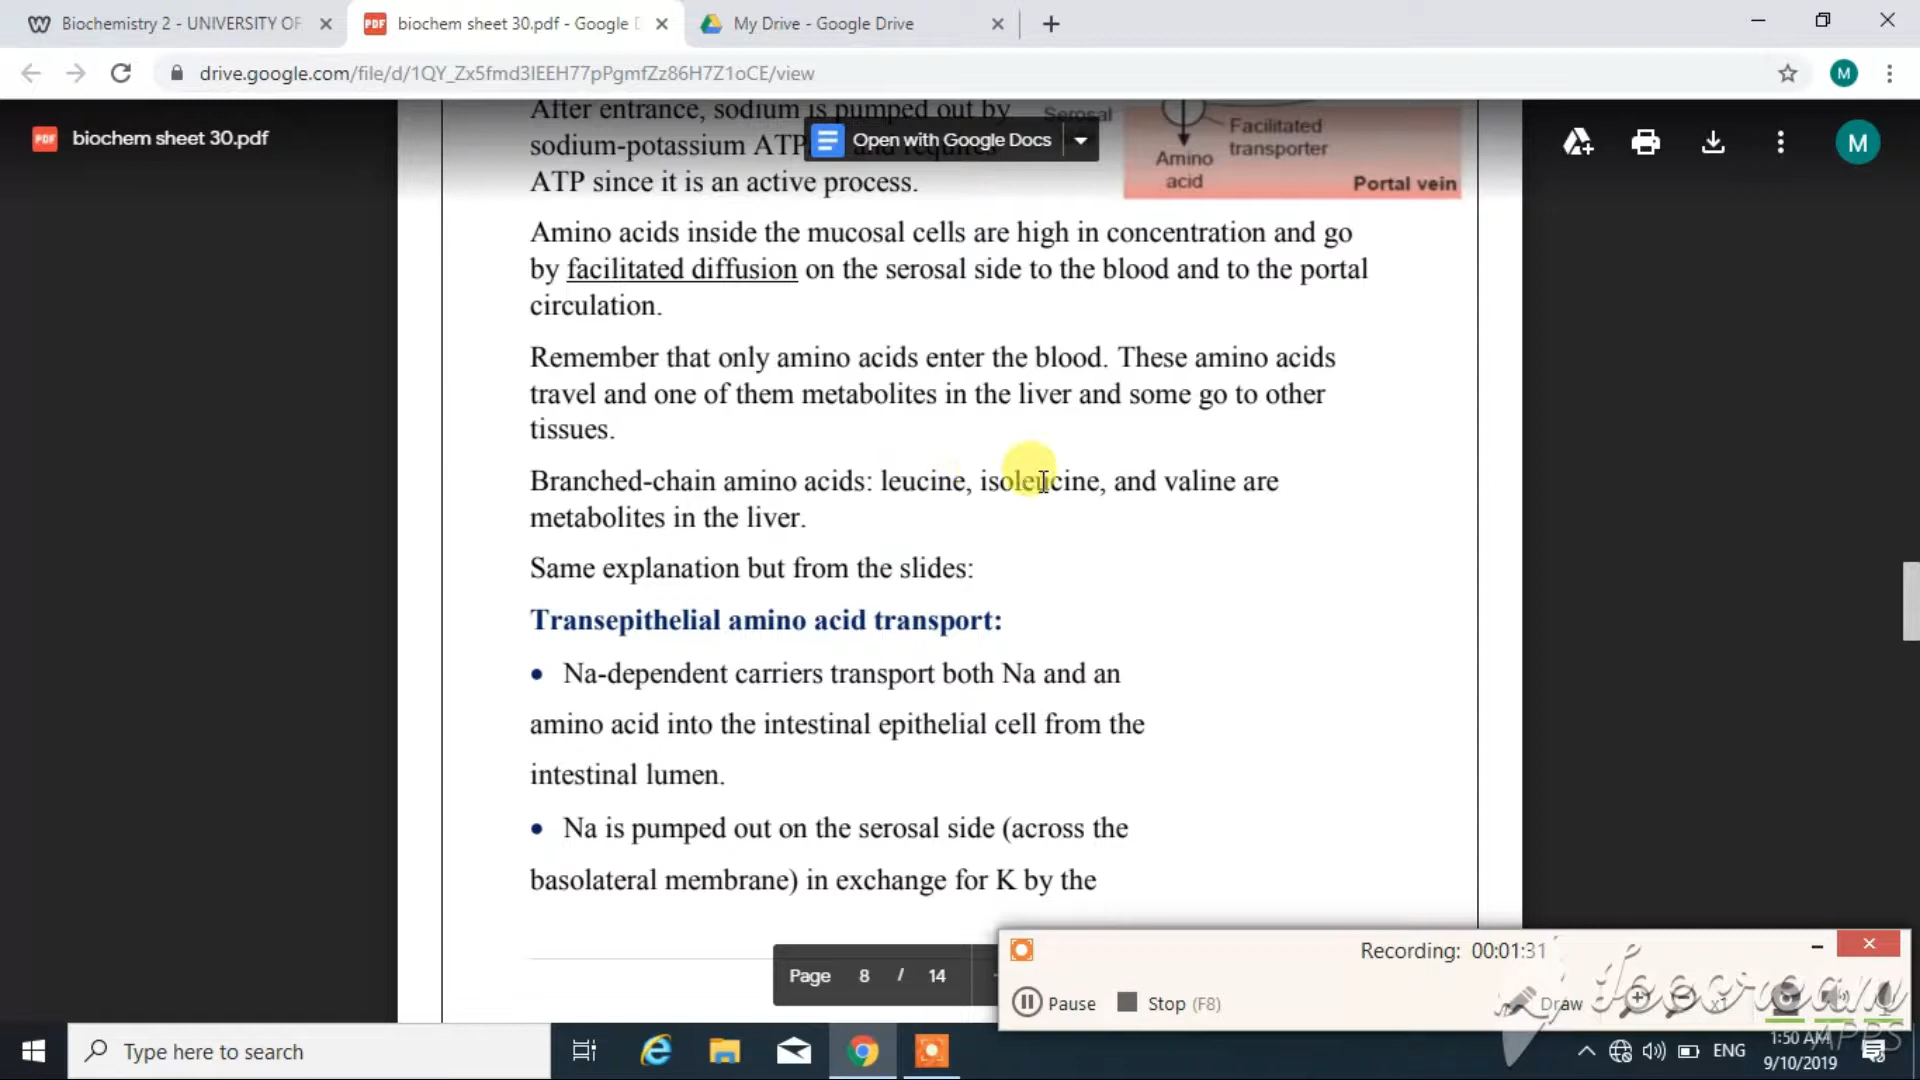 Biochemistry 2 - UNIVERSITY OF
biochem sheet 30.pdf - Google D
My Drive - Google Drive
drive.google.com/file/d/1QY_Zx5fmd3IEEH77pPgmfZz86H7Z1oCE/view
M
biochem sheet 30.pdf
Open with Google Docs
M
After entrance, sodium is pumped out by
sodium-potassium ATP and requires
ATP since it is an active process.
Serosal
Facilitated
transporter
Amino
acid
Portal vein
Amino acids inside the mucosal cells are high in concentration and go
by facilitated diffusion on the serosal side to the blood and to the portal
circulation.
Remember that only amino acids enter the blood. These amino acids
travel and one of them metabolites in the liver and some go to other
tissues.
Branched-chain amino acids: leucine, isoleucine, and valine are
metabolites in the liver.
Same explanation but from the slides:
Transepithelial amino acid transport:
• Na-dependent carriers transport both Na and an
amino acid into the intestinal epithelial cell from the
intestinal lumen.
• Na is pumped out on the serosal side (across the
basolateral membrane) in exchange for K by the
Page 8 / 14
Recording: 00:01:31
Pause
Stop (F8)
Draw
x1
Icecream
APPS
Type here to search
ENG
1:50 AM
9/10/2019